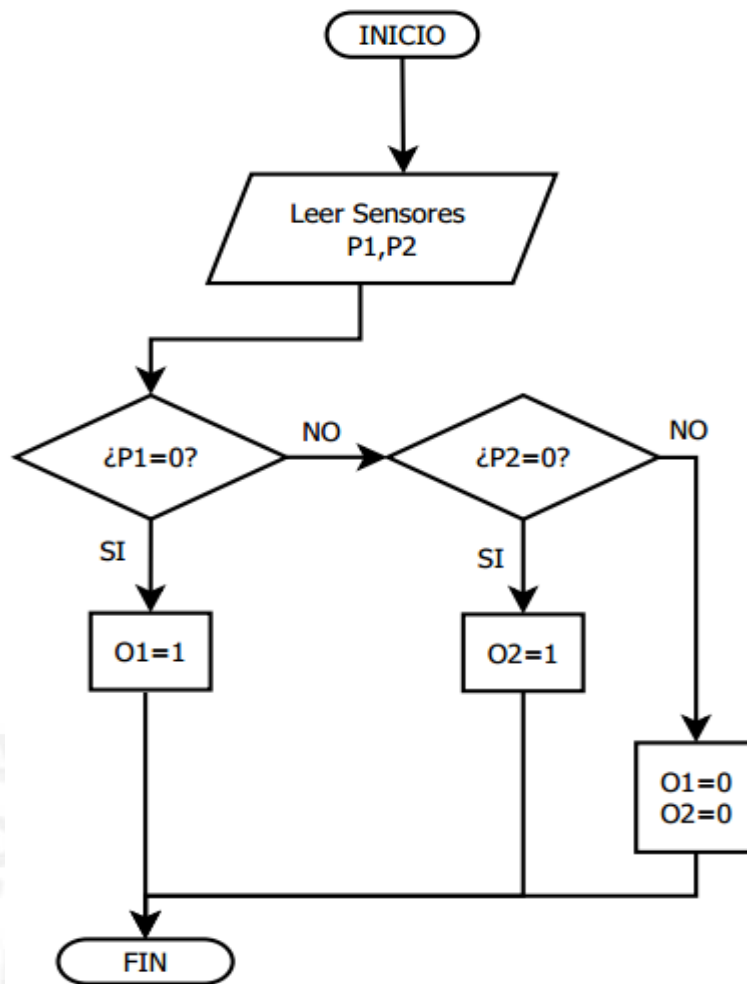 INICIO
Leer Sensores
P1,P2
¿P1=0?
NO
¿P2=0?
NO
SI
SI
O1=1
O2=1
O1=0
O2=0
FIN